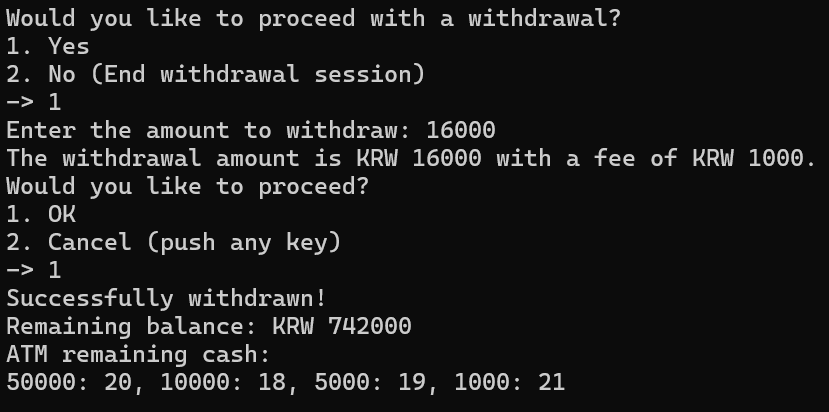 Would you like to proceed with a withdrawal?
1. Yes
2. No (End withdrawal session)
-> 1
Enter the amount to withdraw: 16000
The withdrawal amount is KRW 16000 with a fee of KRW 1000.
Would you like to proceed?
1. OK
2. Cancel (push any key)
-> 1
Successfully withdrawn!
Remaining balance: KRW 742000
ATM remaining cash:
50000: 20, 10000: 18, 5000: 19, 1000: 21